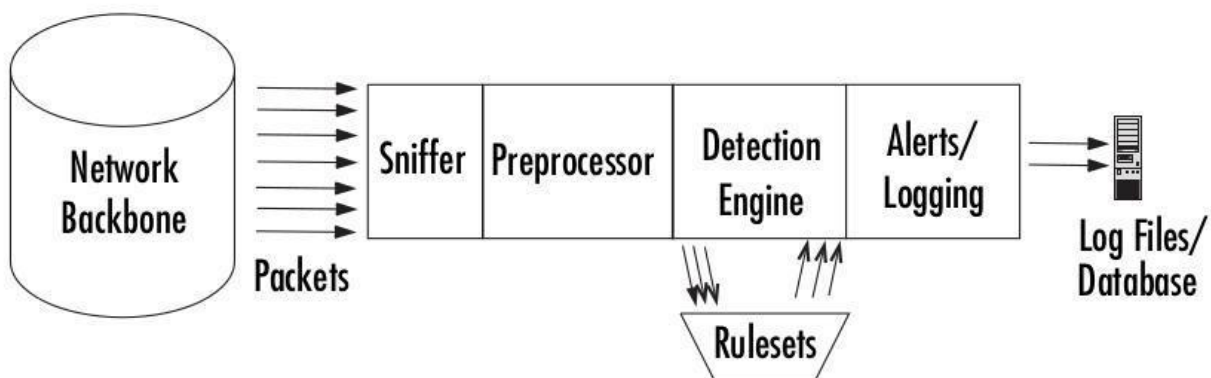 Network
Backbone
Packets
Sniffer
Preprocessor
Detection
Engine
Alerts/
Logging
Rulesets
Log Files/
Database